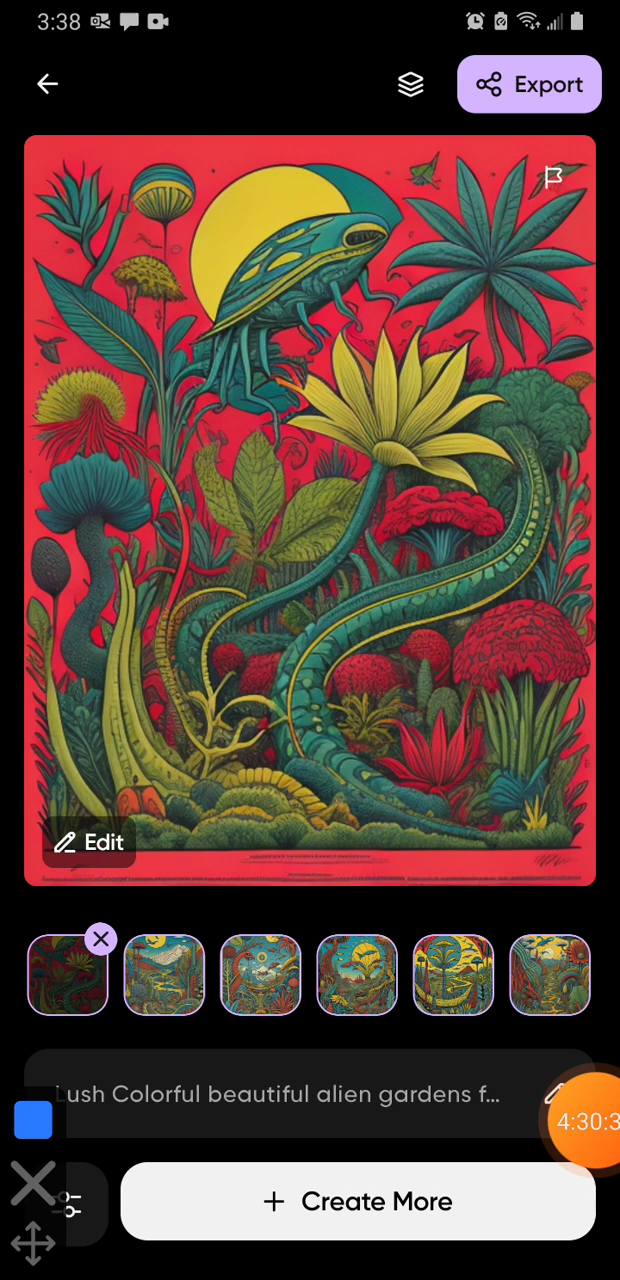 3:38
Export
Edit
Lush Colorful beautiful alien gardens f...
4:30:3
+ Create More